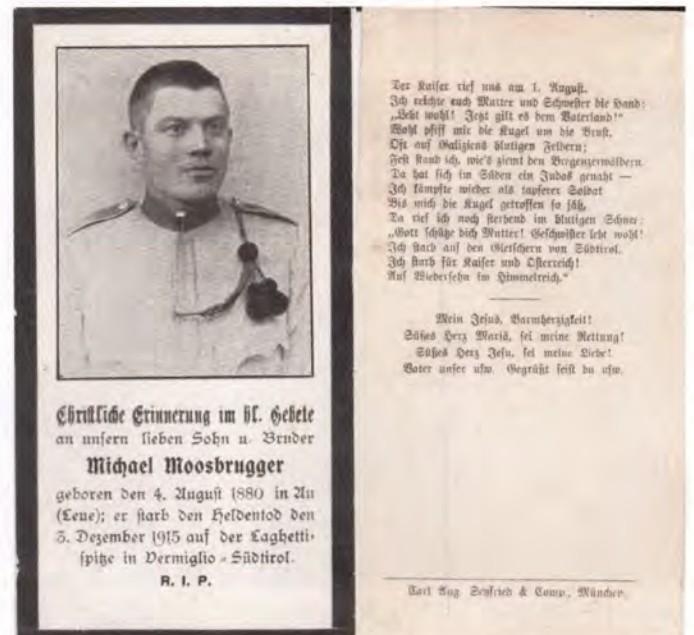 Christliche Erinnerung im hl. Gebete
an unsern lieben Sohn u. Bruder
Michael Moosbrugger
geboren den 4. August 1880 in Au
(Leue); er starb den Heldentod den
3. Dezember 1915 auf der Laghetti-
spitze in Vermiglio - Südtirol.
R. I. P.
Der Kaiser rief uns am 1. August.
Ich reichte euch Mutter und Schwester die Hand:
„Lebt wohl! Jetzt gilt es dem Vaterland!"
Wohl pfiff mir die Kugel um die Brust,
Oft auf Galiziens blutigen Feldern;
Fest stand ich, wie's ziemt den Bregenzerwäldern.
Da hat sich im Süden ein Judas genaht —
Ich kämpfte wieder als tapferer Soldat
Bis mich die Kugel getroffen so jäh,
Da rief ich noch sterbend im blutigen Schnee:
„Gott schütze dich Mutter! Geschwister lebt wohl!
Ich starb auf den Gletschern von Südtirol.
Ich starb für Kaiser und Österreich!
Auf Wiedersehn im Himmelreich."
Mein Jesus, Barmherzigkeit!
Süßes Herz Mariä, sei meine Rettung!
Süßes Herz Jesu, sei meine Liebe!
Vater unser usw. Gegrüßt seist du usw.
Carl Aug. Seyfried & Comp., München.